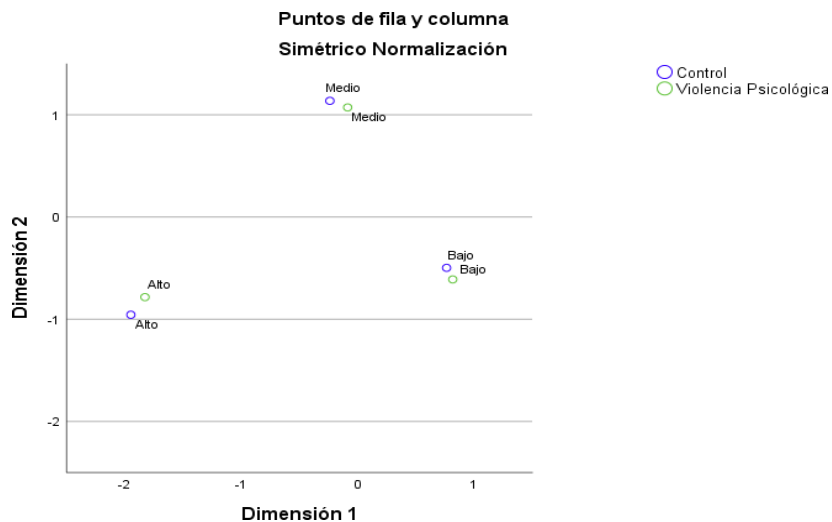 Puntos de fila y columna
Simétrico Normalización
Control
Violencia Psicológica
Medio
Medio
1
Dimensión 2
0
Bajo
Bajo
Alto
Alto
-1
-2
-2
-1
0
1
Dimensión 1